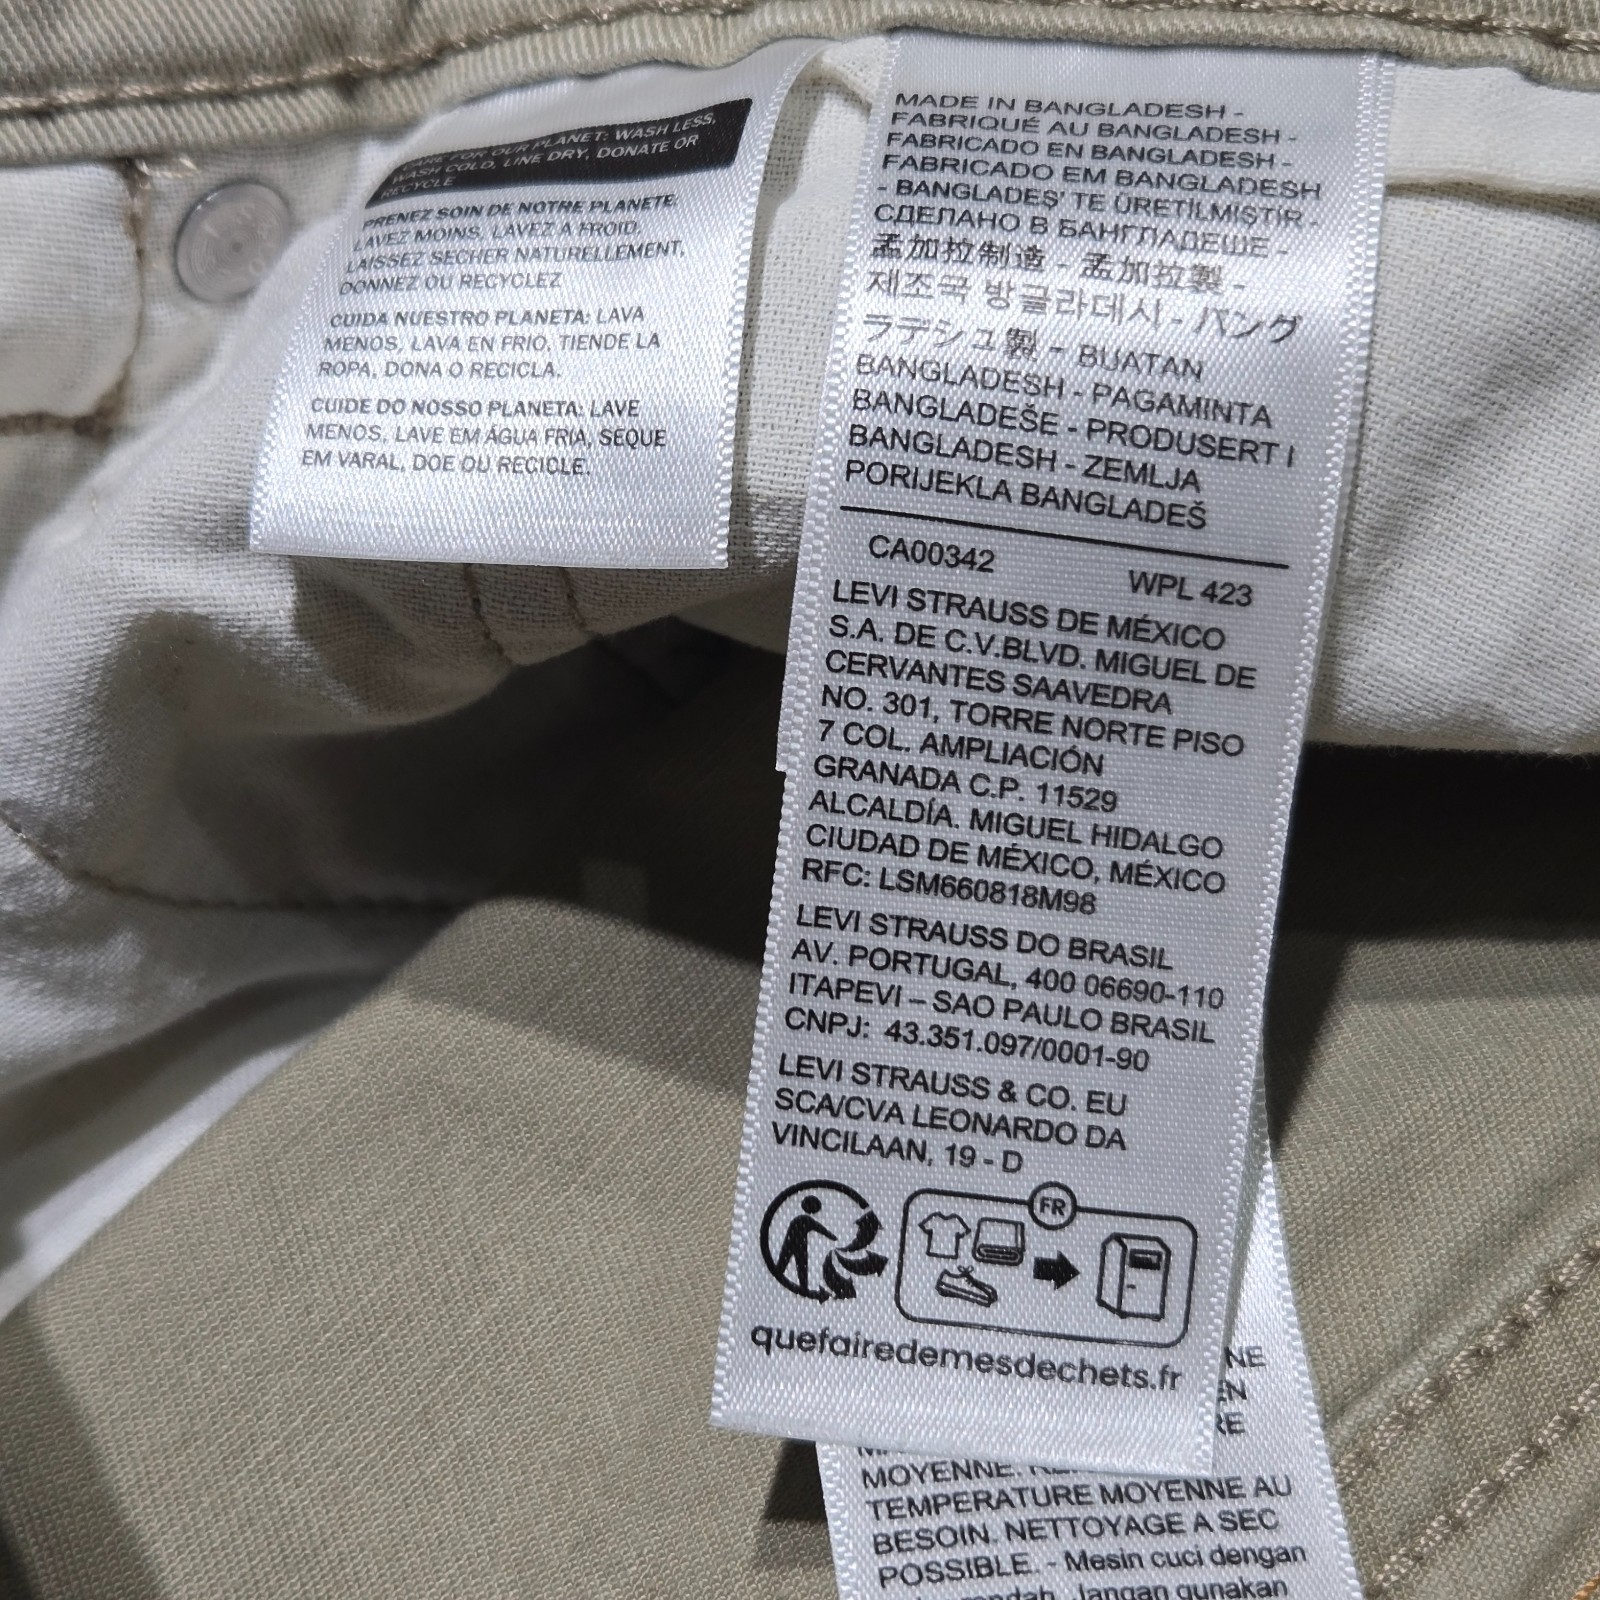 CARE FOR OUR PLANET: WASH LESS,
WASH COLD, LINE DRY, DONATE OR
RECYCLE
PRENEZ SOIN DE NOTRE PLANETE:
LAVEZ MOINS, LAVEZ À FROID,
LAISSEZ SECHER NATURELLEMENT,
DONNEZ OU RECYCLEZ
CUIDA NUESTRO PLANETA: LAVA
MENOS, LAVA EN FRIO, TIENDE LA
ROPA, DONA O RECICLA.
CUIDE DO NOSSO PLANETA: LAVE
MENOS, LAVE EM ÁGUA FRIA, SEQUE
EM VARAL, DOE OU RECICLE.
MADE IN BANGLADESH -
FABRIQUÉ AU BANGLADESH -
FABRICADO EN BANGLADESH -
FABRICADO EM BANGLADESH
- BANGLADEŞ' TE ÜRETİLMİŞTİR -
СДЕЛАНО В БАНГЛАДЕШЕ -
孟加拉制造 - 孟加拉製 -
제조국 방글라데시 - バング
ラデシュ製 - BUATAN
BANGLADESH - PAGAMINTA
BANGLADEŠE - PRODUSERT I
BANGLADESH - ZEMLJA
PORIJEKLA BANGLADEŠ
CA00342 WPL 423
LEVI STRAUSS DE MÉXICO
S.A. DE C.V.BLVD. MIGUEL DE
CERVANTES SAAVEDRA
NO. 301, TORRE NORTE PISO
7 COL. AMPLIACIÓN
GRANADA C.P. 11529
ALCALDÍA. MIGUEL HIDALGO
CIUDAD DE MÉXICO, MÉXICO
RFC: LSM660818M98
LEVI STRAUSS DO BRASIL
AV. PORTUGAL, 400 06690-110
ITAPEVI – SAO PAULO BRASIL
CNPJ: 43.351.097/0001-90
LEVI STRAUSS & CO. EU
SCA/CVA LEONARDO DA
VINCILAAN, 19 - D
FR
quefairedemesdechets.fr
MOYENNE.
TEMPERATURE MOYENNE AU
BESOIN. NETTOYAGE A SEC
POSSIBLE. - Mesin cuci dengan
Jangan gunakan